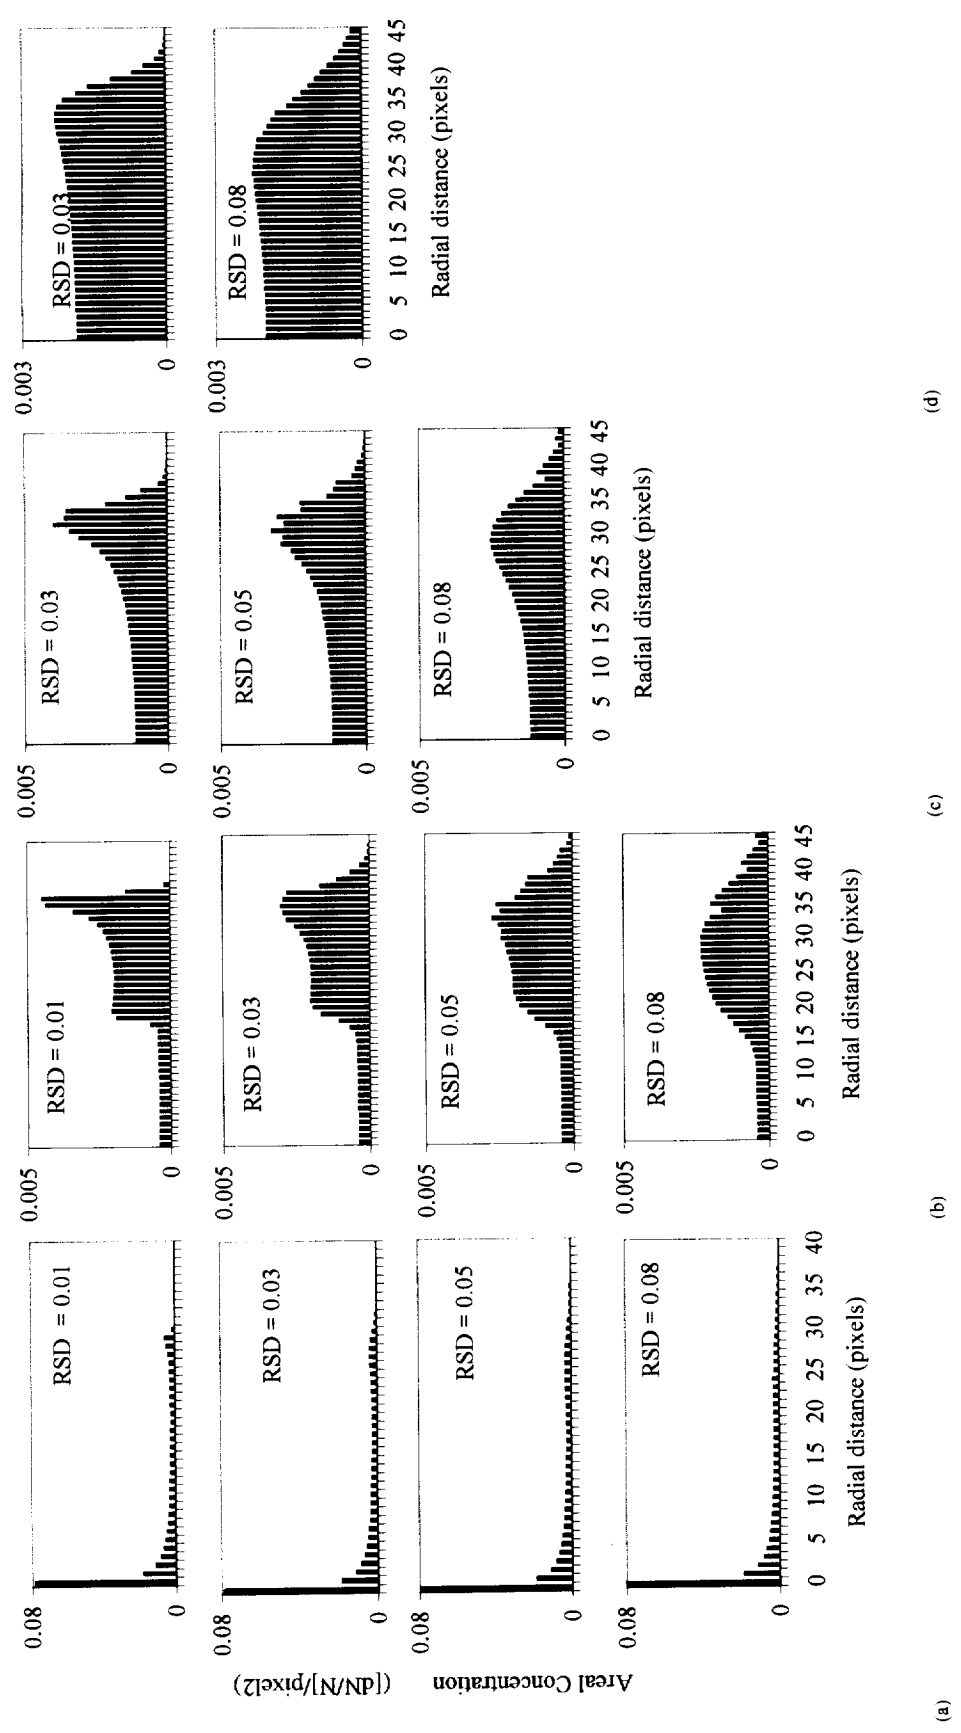 Areal Concentration
([dN/N]/pixel2)
0.08
RSD = 0.01
0
0.08
RSD = 0.03
0
0.08
RSD = 0.05
0
0.08
RSD = 0.08
0
0 5 10 15 20 25 30 35 40
Radial distance (pixels)
(a)
0.005
RSD = 0.01
0
0.005
RSD = 0.03
0
0.005
RSD = 0.05
0
0.005
RSD = 0.08
0
0 5 10 15 20 25 30 35 40 45
Radial distance (pixels)
(b)
0.005
RSD = 0.03
0
0.005
RSD = 0.05
0
0.005
RSD = 0.08
0
0 5 10 15 20 25 30 35 40 45
Radial distance (pixels)
(c)
0.003
RSD = 0.03
0
0.003
RSD = 0.08
0
0 5 10 15 20 25 30 35 40 45
Radial distance (pixels)
(d)